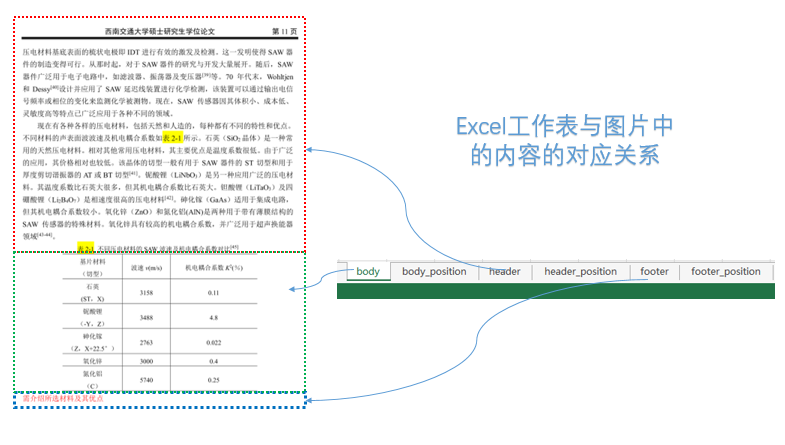 西南交通大学硕士研究生学位论文 第 11 页
压电材料基底表面的梳状电极即 IDT 进行有效的激发及检测。这一发明使得 SAW 器
件的制造变得可行。从那时起，对于 SAW 器件的研究与开发大量展开。随后，SAW
器件广泛用于电子电路中，如滤波器、振荡器及变压器[39]等。70 年代末，Wohltjen
和 Dessy[40]设计并应用了 SAW 延迟线装置进行化学检测，该装置可以通过输出电信
号频率或相位的变化来监测化学被测物。现在，SAW 传感器因其体积小、成本低、
灵敏度高等特点已广泛应用于各种不同的领域。
现在有各种各样的压电材料，包括天然和人造的，每种都有不同的特性和优点。
不同材料的声表面波波速及机电耦合系数如表 2-1 所示。石英（SiO2 晶体）是一种常
用的天然压电材料。相对其他常用压电材料，其主要优点是温度系数很低。由于广泛
的应用，其价格相对也较低。该晶体的切型一般有用于 SAW 器件的 ST 切型和用于
厚度剪切谐振器的 AT 或 BT 切型[41]。铌酸锂（LiNbO3）是另一种应用广泛的压电材
料。其温度系数比石英大很多，但其机电耦合系数比石英大。钽酸锂（LiTaO3）及四
硼酸锂（Li2B4O7）是相速度很高的压电材料[42]。砷化镓（GaAs）适用于集成电路，
但其机电耦合系数较小。氧化锌（ZnO）和氮化铝(AlN)是两种用于带有薄膜结构的
SAW 传感器的特殊材料。氧化锌具有较高的机电耦合系数，并广泛用于超声换能器
领域[43-44]。
表 2-1 不同压电材料的 SAW 波速及机电耦合系数对比[45]
基片材料
（切型）
波速 v(m/s)
机电耦合系数 K²(%)
石英
(ST，X)
3158
0.11
铌酸锂
（-Y，Z）
3488
4.8
砷化镓
（Z，X+22.5°）
2763
0.022
氧化锌
3000
0.4
氮化铝
（C）
5740
0.25
需介绍所选材料及其优点
Excel工作表与图片中
的内容的对应关系
body body_position header header_position footer footer_position